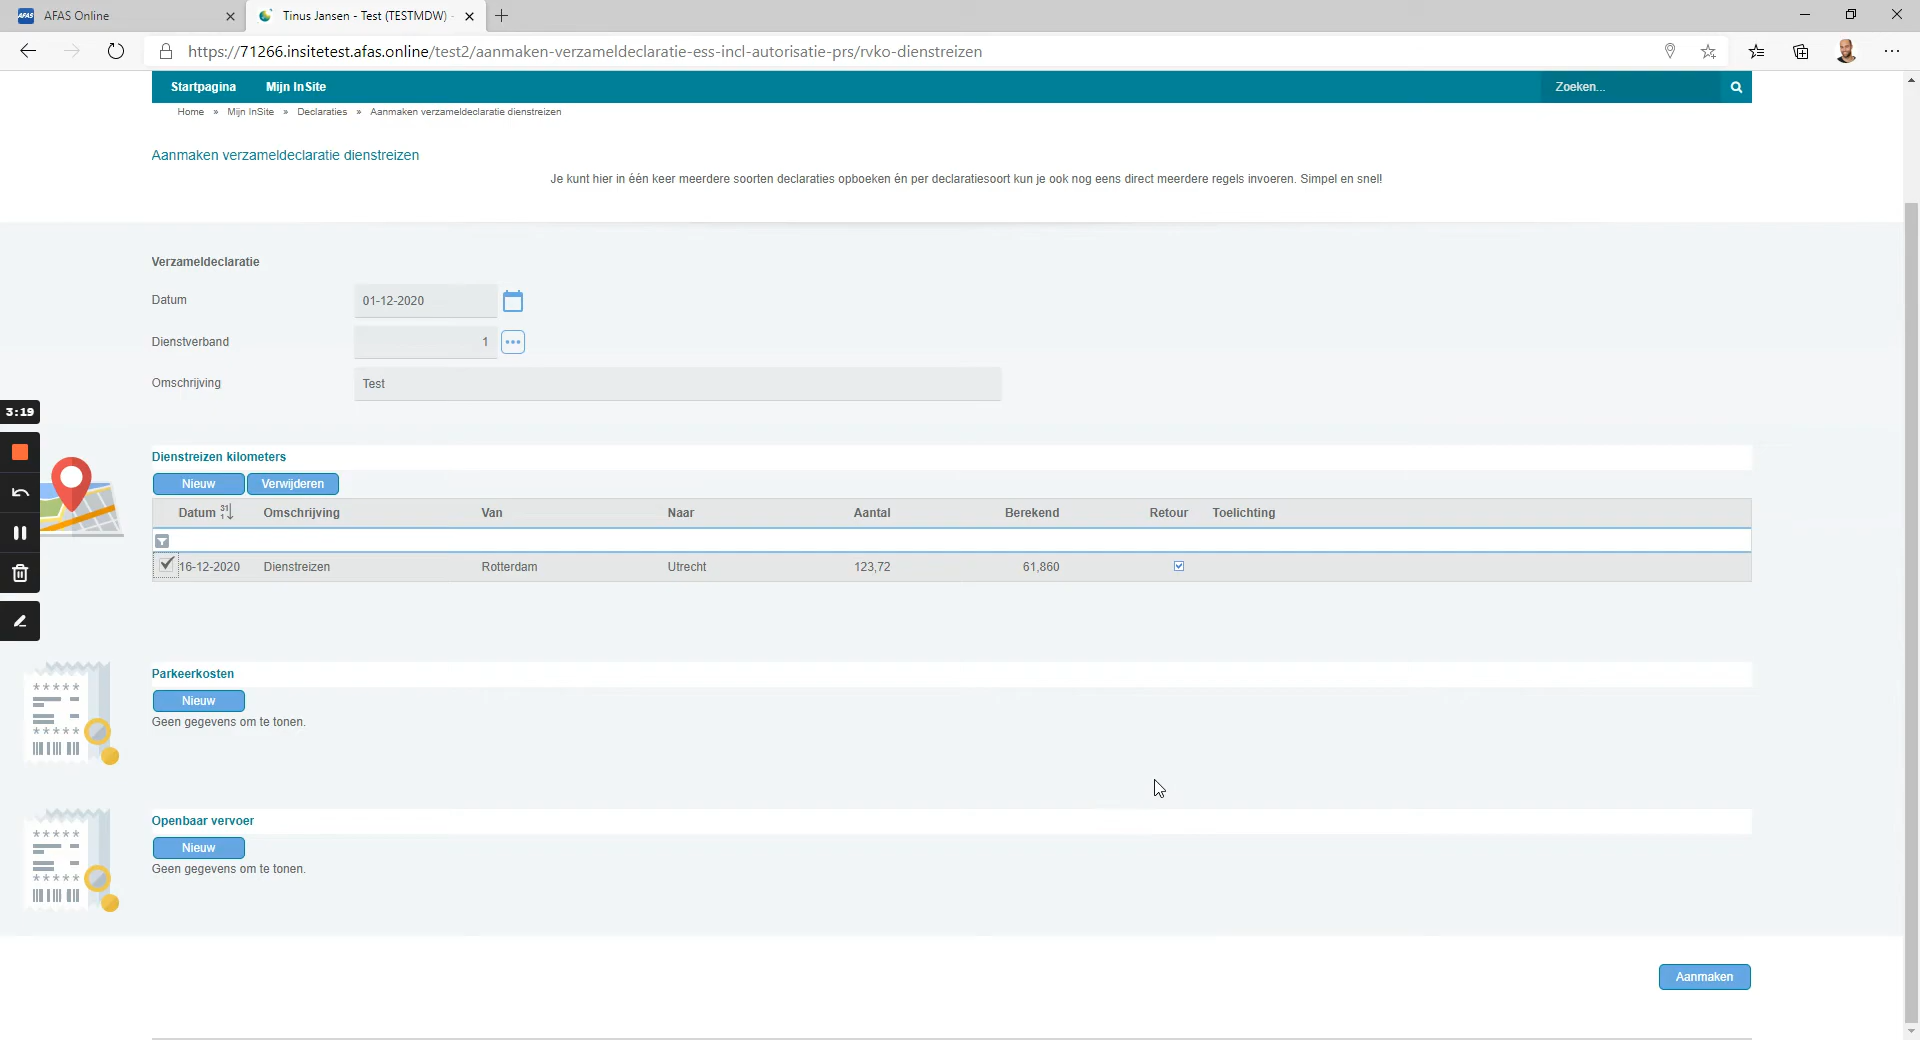 AFAS AFAS Online
Tinus Jansen - Test (TESTMDW) -
https://71266.insitetest.afas.online/test2/aanmaken-verzameldeclaratie-ess-incl-autorisatie-prs/rvko-dienstreizen
Startpagina Mijn InSite Zoeken...
Home » Mijn InSite » Declaraties » Aanmaken verzameldeclaratie dienstreizen
Aanmaken verzameldeclaratie dienstreizen
Je kunt hier in één keer meerdere soorten declaraties opboeken én per declaratiesoort kun je ook nog eens direct meerdere regels invoeren. Simpel en snel!
Verzameldeclaratie
Datum 01-12-2020
Dienstverband 1
Omschrijving Test
3:19
Dienstreizen kilometers
Nieuw Verwijderen
Datum Omschrijving Van Naar Aantal Berekend Retour Toelichting
16-12-2020 Dienstreizen Rotterdam Utrecht 123,72 61,860
Parkeerkosten
Nieuw
Geen gegevens om te tonen.
Openbaar vervoer
Nieuw
Geen gegevens om te tonen.
Aanmaken